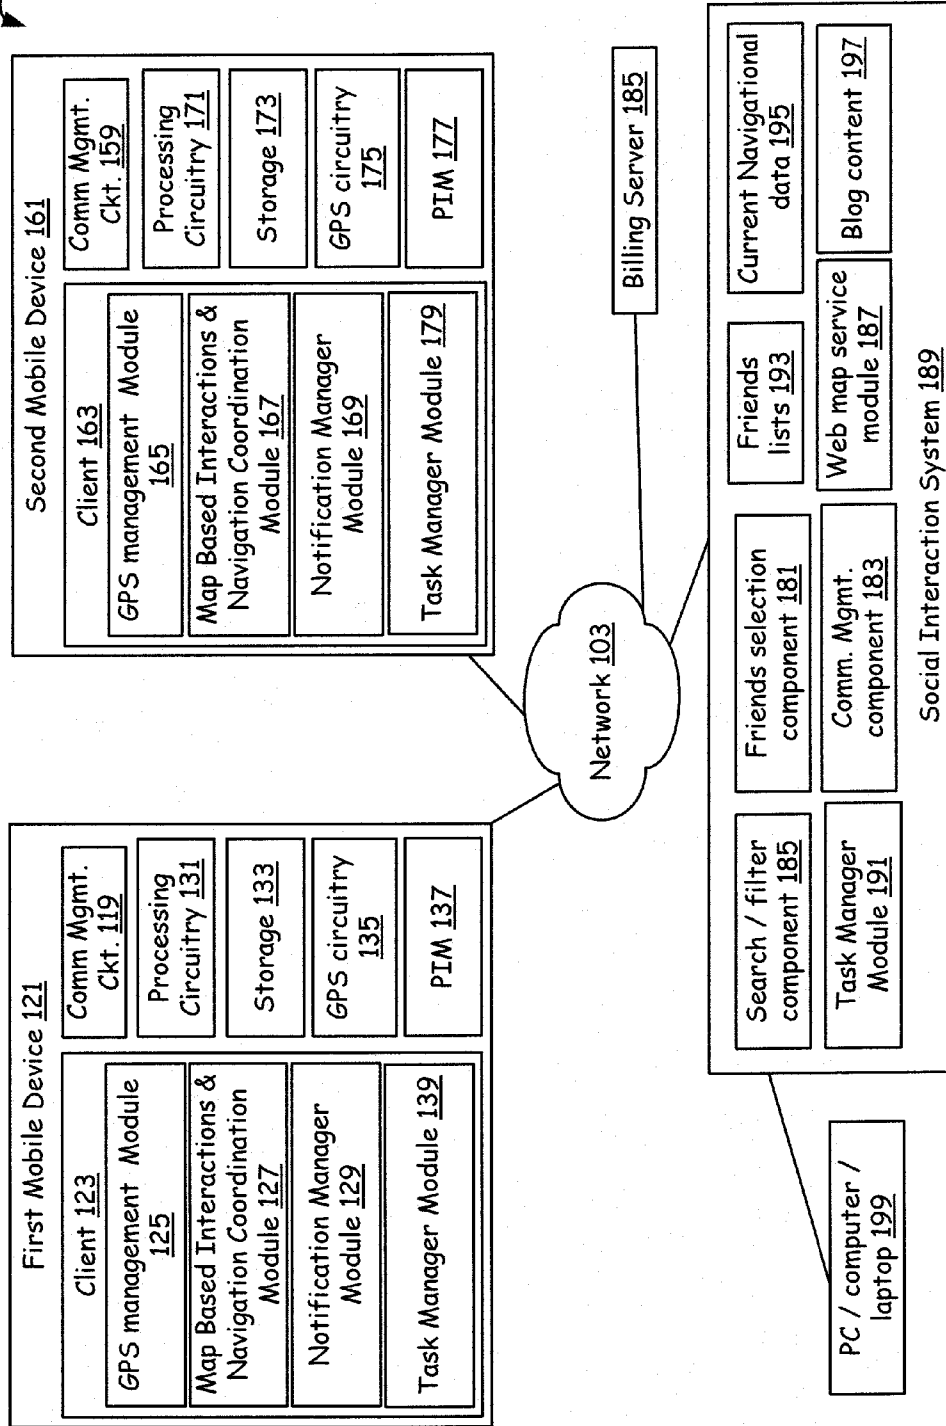 First Mobile Device 121
Client 123
GPS management Module
125
Map Based Interactions &
Navigation Coordination
Module 127
Notification Manager
Module 129
Task Manager Module 139
Comm Mgmt.
Ckt. 119
Processing
Circuitry 131
Storage 133
GPS circuitry
135
PIM 137
Second Mobile Device 161
Client 163
GPS management Module
165
Map Based Interactions &
Navigation Coordination
Module 167
Notification Manager
Module 169
Task Manager Module 179
Comm Mgmt.
Ckt. 159
Processing
Circuitry 171
Storage 173
GPS circuitry
175
PIM 177
Network 103
Billing Server 185
PC / computer /
laptop 199
Search / filter
component 185
Friends selection
component 181
Friends
lists 193
Current Navigational
data 195
Task Manager
Module 191
Comm. Mgmt.
component 183
Web map service
module 187
Blog content 197
Social Interaction System 189